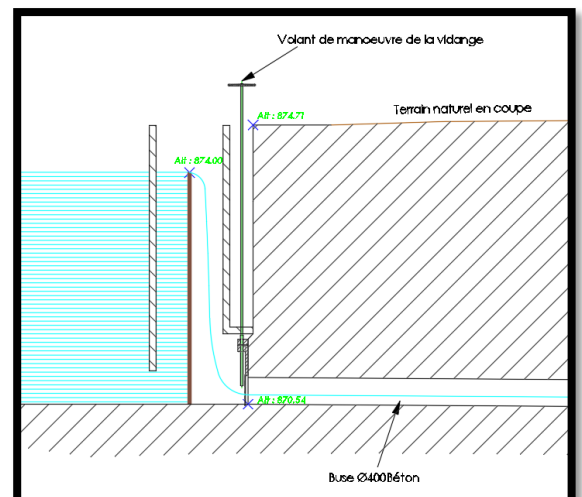 Volant de manoeuvre de la vidange
Terrain naturel en coupe
Alt : 874.71
Alt : 874.00
Alt : 870.54
Buse Ø400Béton